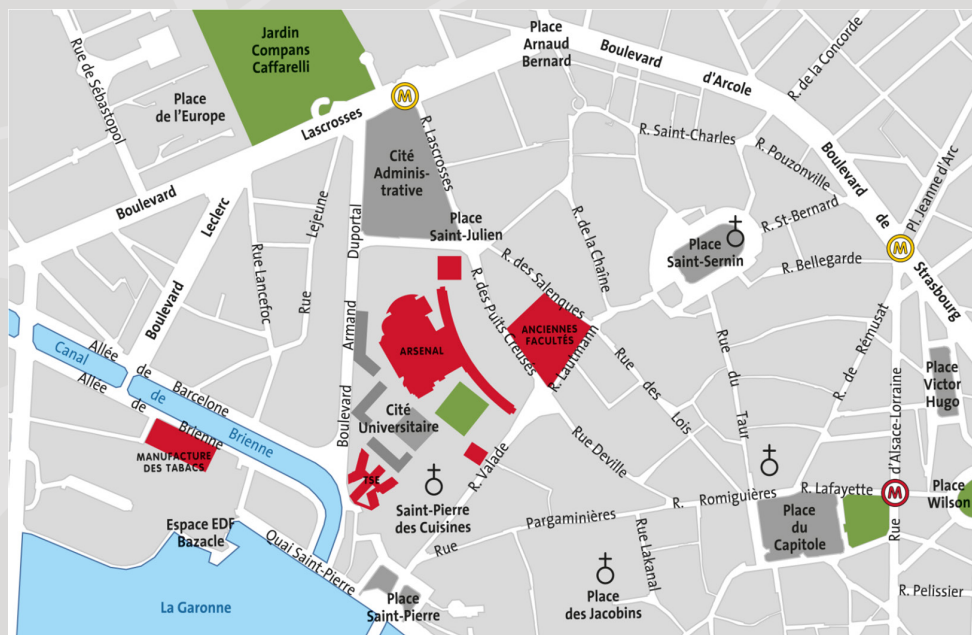 Jardin
Compans
Caffarelli
Place
Arnaud
Bernard
Boulevard
d'Arcole
R. de la Concorde
Rue de Sébastopol
Place
de l'Europe
Lascrosses
M
R. Lascrosses
R. Saint-Charles
R. Pouzonville
Boulevard
de
Strasbourg
Pl. Jeanne d'Arc
Cité
Adminis-
trative
Boulevard
Leclerc
Boulevard
Rue Lancefoc
Rue
Lejeune
Duportal
Armand
Boulevard
Place
Saint-Julien
R. des Salenques
R. de la Chaîne
R. St-Bernard
Place
Saint-Sernin
R. Bellegarde
M
R. des Puits Creuses
ANCIENNES
FACULTÉS
R. Lautmann
ARSENAL
Rue
des
Lois
Rue
du
Taur
R.
de
Rémusat
Place
Victor
Hugo
Canal
de
Brienne
Allée
de
Barcelone
Allée
de
Brienne
MANUFACTURE
DES TABACS
Cité
Universitaire
TSE
R. Valade
Rue Deville
Saint-Pierre
des Cuisines
R. Romiguières
R. Lafayette
M
Rue
d'Alsace-Lorraine
Place
Wilson
Place
du
Capitole
Espace EDF
Bazacle
Quai Saint-Pierre
Rue
Pargaminières
Rue Lakanal
Place
des Jacobins
Place
Saint-Pierre
La Garonne
R. Pelissier